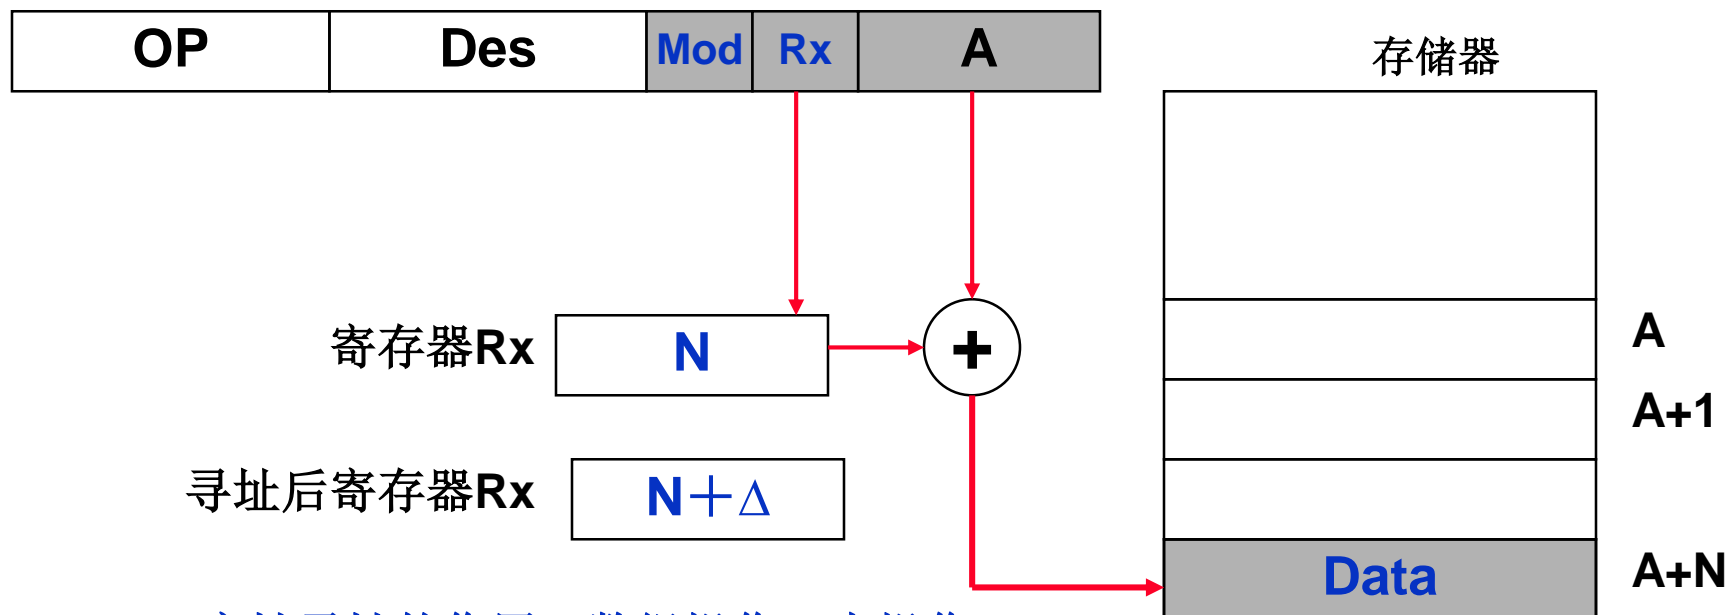 OP Des Mod Rx A
存储器
A
寄存器Rx N +
A+1
寻址后寄存器Rx N＋Δ
Data A+N